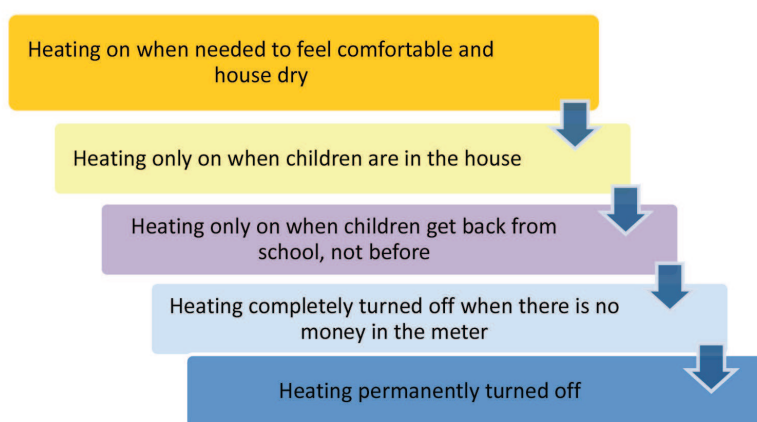 Heating on when needed to feel comfortable and
house dry
Heating only on when children are in the house
Heating only on when children get back from
school, not before
Heating completely turned off when there is no
money in the meter
Heating permanently turned off